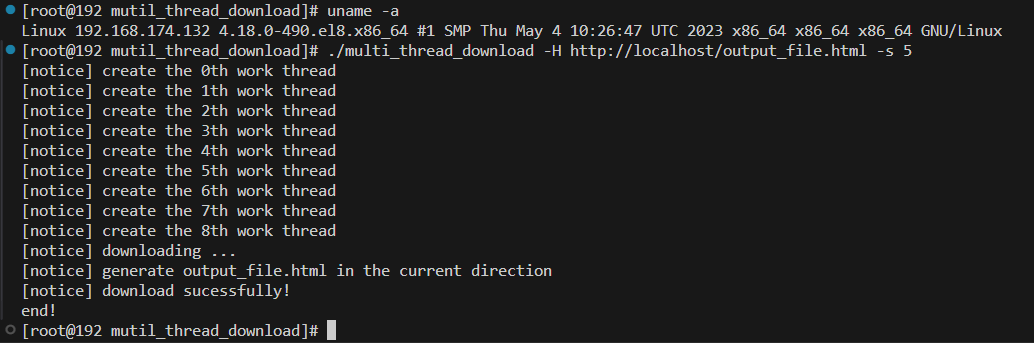 [root@192 mutil_thread_download]# uname -a
Linux 192.168.174.132 4.18.0-490.el8.x86_64 #1 SMP Thu May 4 10:26:47 UTC 2023 x86_64 x86_64 x86_64 GNU/Linux
[root@192 mutil_thread_download]# ./multi_thread_download -H http://localhost/output_file.html -s 5
[notice] create the 0th work thread
[notice] create the 1th work thread
[notice] create the 2th work thread
[notice] create the 3th work thread
[notice] create the 4th work thread
[notice] create the 5th work thread
[notice] create the 6th work thread
[notice] create the 7th work thread
[notice] create the 8th work thread
[notice] downloading ...
[notice] generate output_file.html in the current direction
[notice] download sucessfully!
end!
[root@192 mutil_thread_download]#